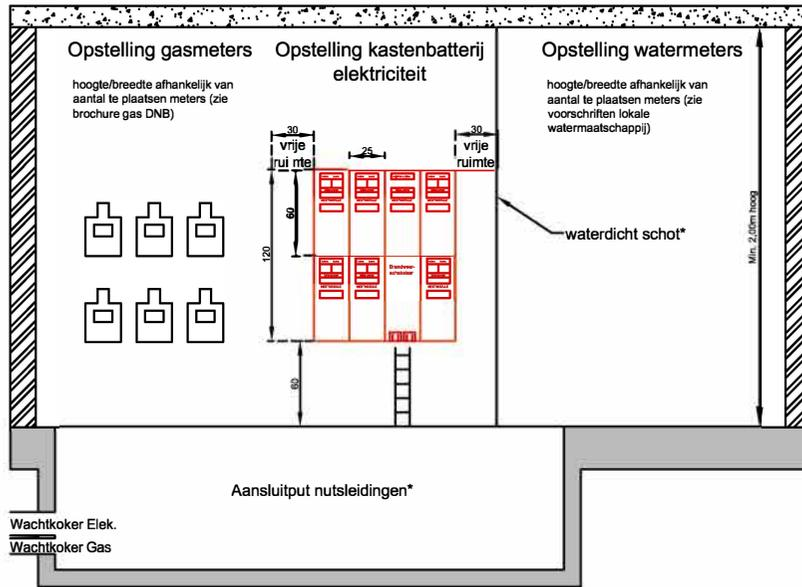 Opstelling gasmeters
hoogte/breedte afhankelijk van
aantal te plaatsen meters (zie
brochure gas DNB)
Opstelling kastenbatterij
elektriciteit
Opstelling watermeters
hoogte/breedte afhankelijk van
aantal te plaatsen meters (zie
voorschriften lokale
watermaatschappij)
30
vrije
rui mte
25
30
vrije
ruimte
60
120
60
waterdicht schot*
Min. 2,00m hoog
Aansluitput nutsleidingen*
Wachtkoker Elek.
Wachtkoker Gas